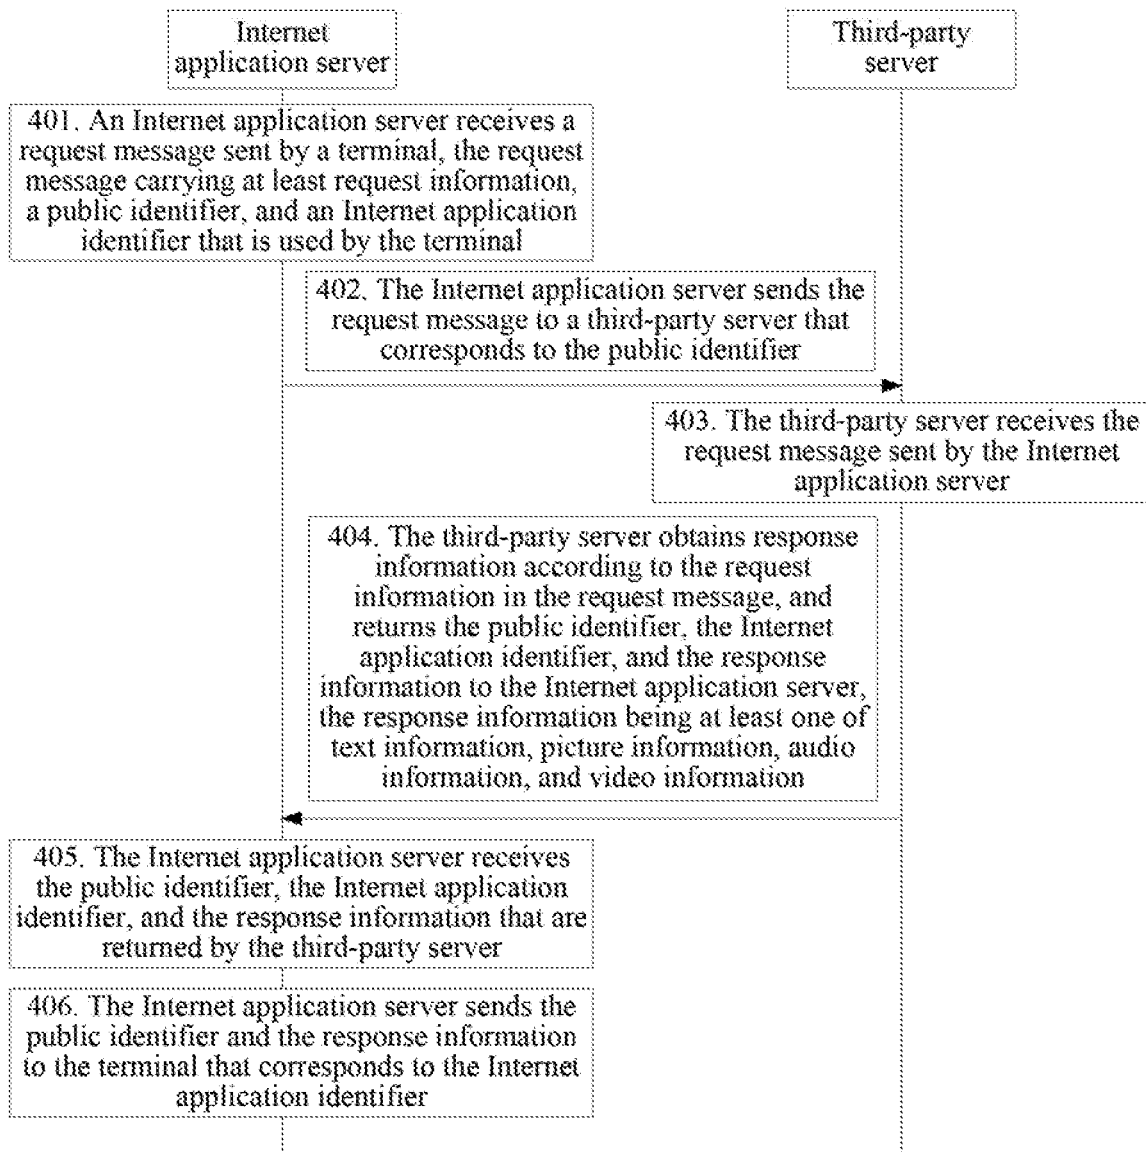 Internet
application server
Third-party
server
401. An Internet application server receives a
request message sent by a terminal, the request
message carrying at least request information,
a public identifier, and an Internet application
identifier that is used by the terminal
402. The Internet application server sends the
request message to a third-party server that
corresponds to the public identifier
403. The third-party server receives the
request message sent by the Internet
application server
404. The third-party server obtains response
information according to the request
information in the request message, and
returns the public identifier, the Internet
application identifier, and the response
information to the Internet application server,
the response information being at least one of
text information, picture information, audio
information, and video information
405. The Internet application server receives
the public identifier, the Internet application
identifier, and the response information that are
returned by the third-party server
406. The Internet application server sends the
public identifier and the response information
to the terminal that corresponds to the Internet
application identifier